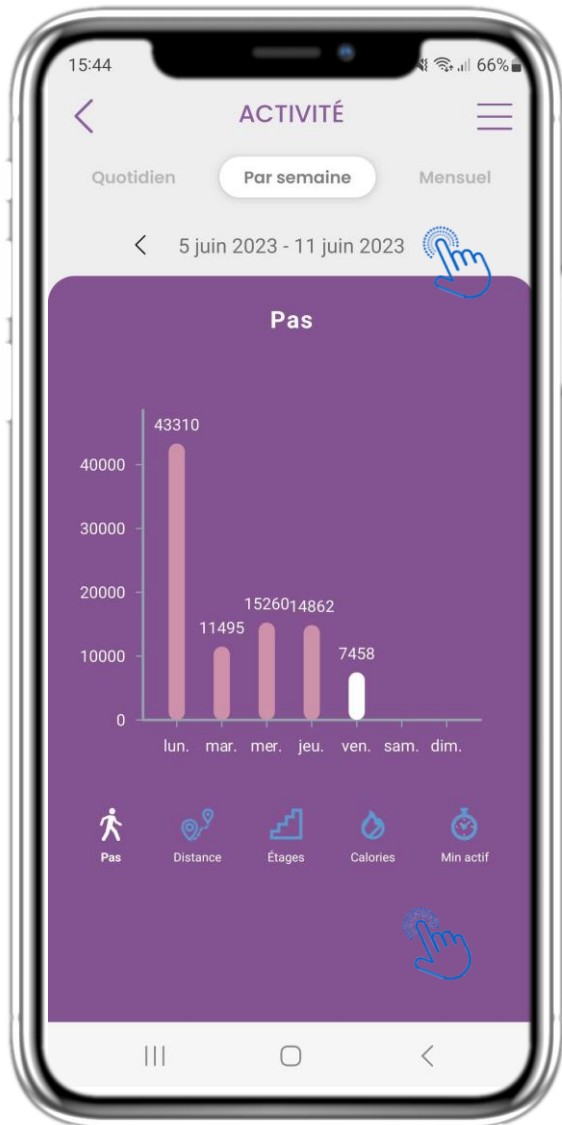 15:44 66%
ACTIVITÉ
Quotidien Par semaine Mensuel
5 juin 2023 - 11 juin 2023
Pas
43310
40000
30000
20000
15260 14862
11495
10000
7458
0
lun. mar. mer. jeu. ven. sam. dim.
Pas Distance Étages Calories Min actif